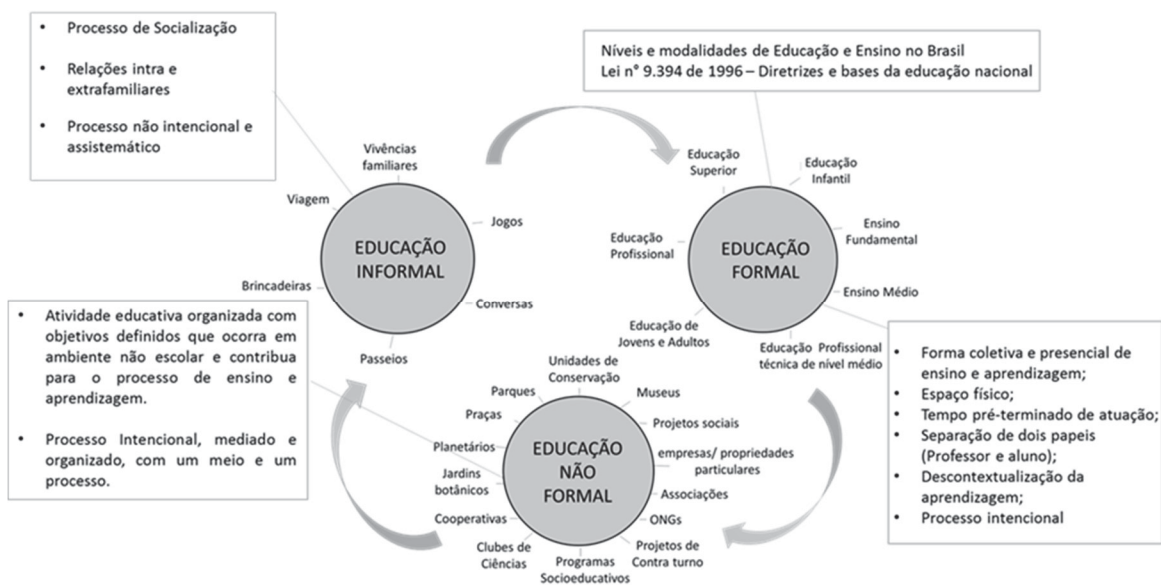 • Processo de Socialização
• Relações intra e
extrafamiliares
• Processo não intencional e
assistemático
Níveis e modalidades de Educação e Ensino no Brasil
Lei n° 9.394 de 1996 – Diretrizes e bases da educação nacional
Vivências
familiares
Viagem
Jogos
EDUCAÇÃO
INFORMAL
Brincadeiras
Conversas
Passeios
Educação
Superior
Educação
Infantil
Educação
Profissional
Ensino
Fundamental
EDUCAÇÃO
FORMAL
Ensino Médio
Educação de
Jovens e Adultos
Educação Profissional
técnica de nível médio
• Atividade educativa organizada com
objetivos definidos que ocorra em
ambiente não escolar e contribua
para o processo de ensino e
aprendizagem.
• Processo Intencional, mediado e
organizado, com um meio e um
processo.
• Forma coletiva e presencial de
ensino e aprendizagem;
• Espaço físico;
• Tempo pré-terminado de atuação;
• Separação de dois papeis
(Professor e aluno);
• Descontextualização da
aprendizagem;
• Processo intencional
Unidades de
Conservação
Parques
Museus
Praças
Projetos sociais
Planetários
empresas/ propriedades
particulares
EDUCAÇÃO
NÃO
FORMAL
Jardins
botânicos
Associações
Cooperativas
ONGs
Clubes de
Ciências
Projetos de
Contra turno
Programas
Socioeducativos